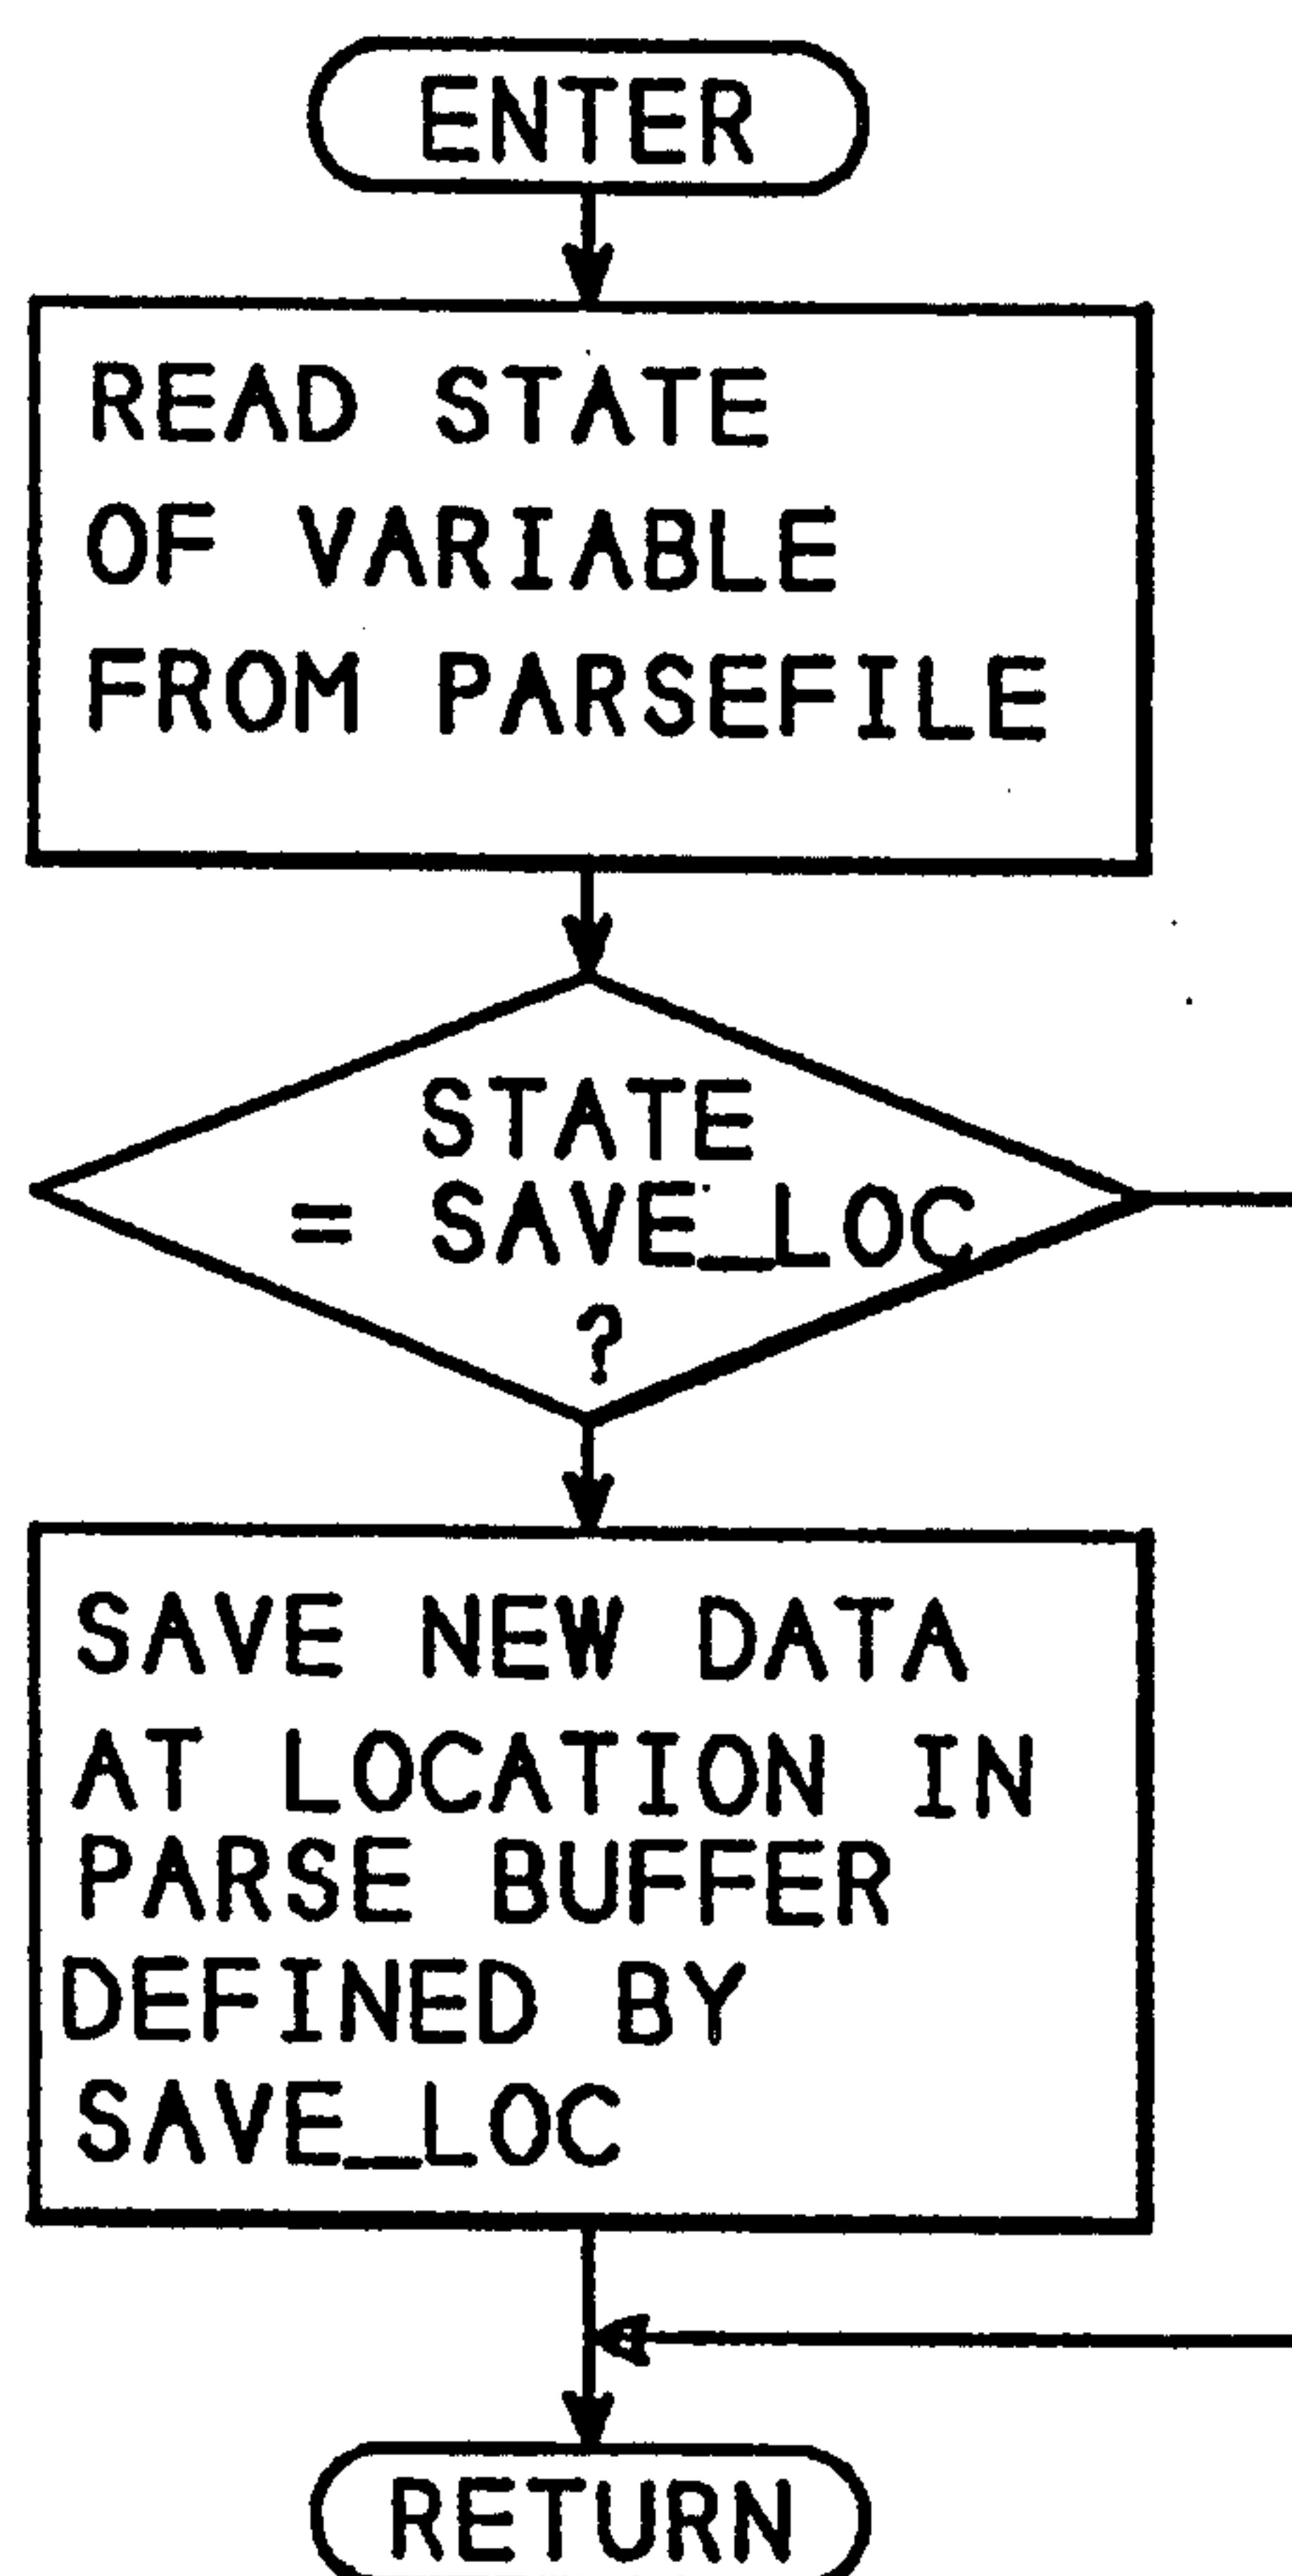 ENTER
READ STATE
OF VARIABLE
FROM PARSEFILE
STATE
= SAVE_LOC
?
SAVE NEW DATA
AT LOCATION IN
PARSE BUFFER
DEFINED BY
SAVE_LOC
RETURN